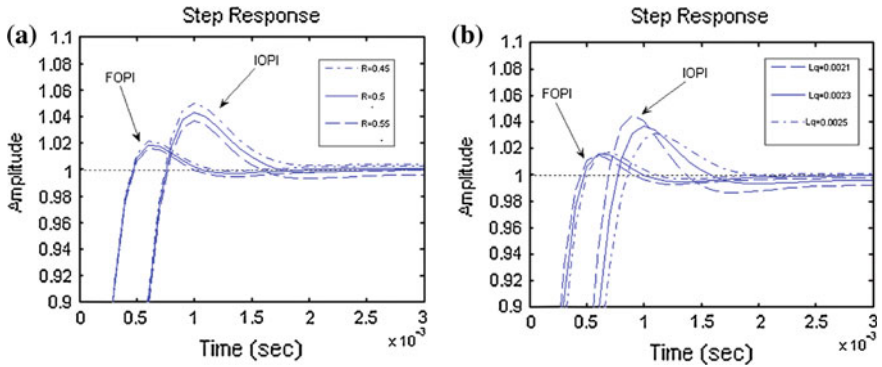 (a)
Step Response
Amplitude
1.1
1.08
1.06
1.04
1.02
1
0.98
0.96
0.94
0.92
0.9
FOPI
IOPI
R=0.45
R=0.5
R=0.55
0
0.5
1
1.5
2
2.5
3
x 10⁻³
Time (sec)
(b)
Step Response
Amplitude
1.1
1.08
1.06
1.04
1.02
1
0.98
0.96
0.94
0.92
0.9
FOPI
IOPI
Lq=0.0021
Lq=0.0023
Lq=0.0025
0
0.5
1
1.5
2
2.5
3
x 10⁻³
Time (sec)